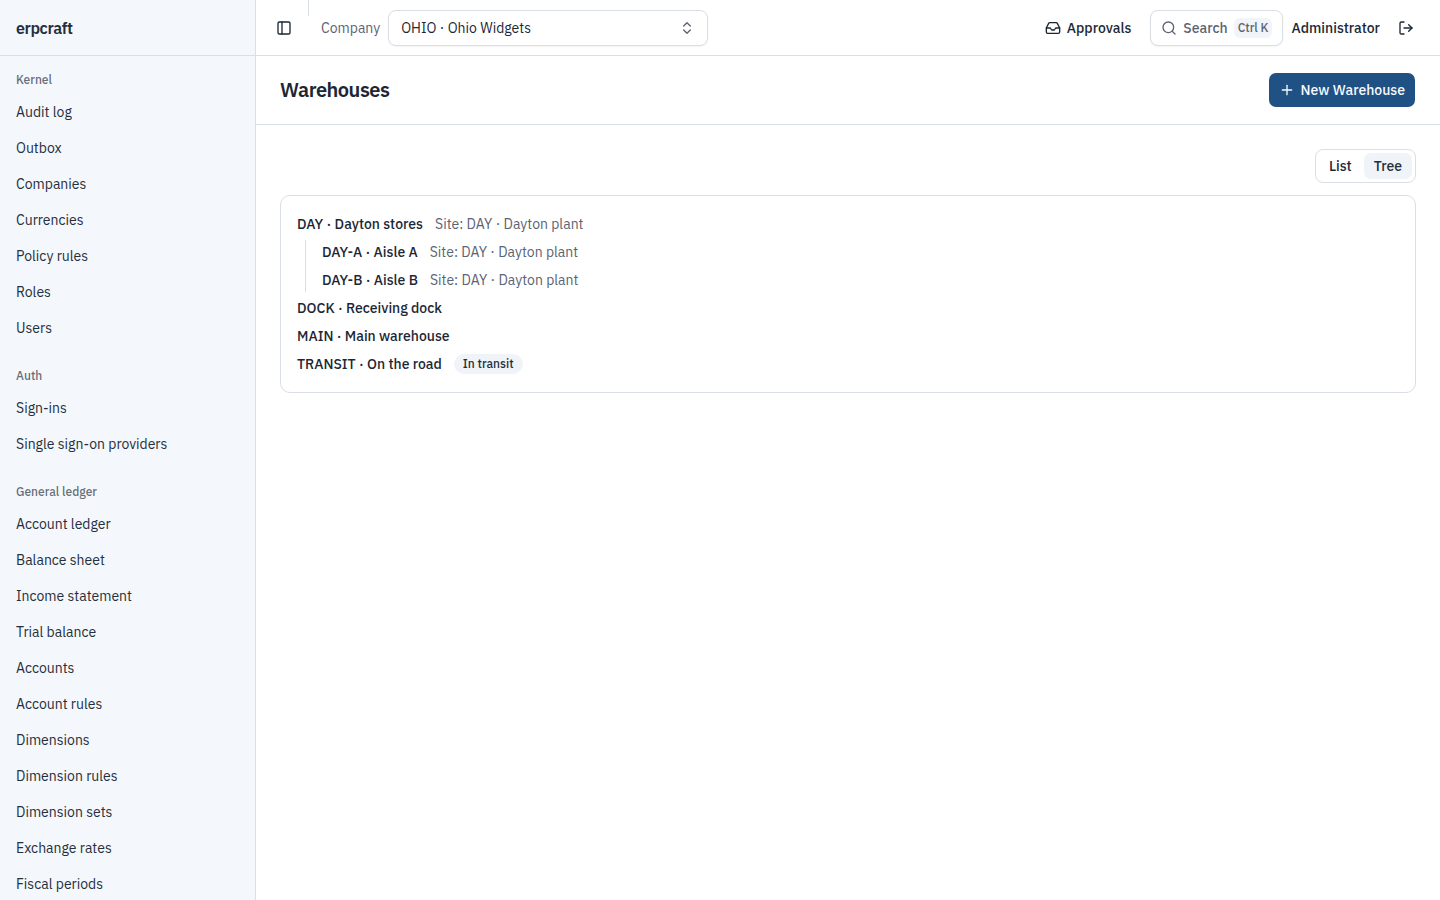 erpcraft
Company OHIO · Ohio Widgets Approvals Search Ctrl K Administrator
Kernel
Audit log
Outbox
Companies
Currencies
Policy rules
Roles
Users
Auth
Sign-ins
Single sign-on providers
General ledger
Account ledger
Balance sheet
Income statement
Trial balance
Accounts
Account rules
Dimensions
Dimension rules
Dimension sets
Exchange rates
Fiscal periods
Warehouses
New Warehouse
List Tree
DAY · Dayton stores Site: DAY · Dayton plant
DAY-A · Aisle A Site: DAY · Dayton plant
DAY-B · Aisle B Site: DAY · Dayton plant
DOCK · Receiving dock
MAIN · Main warehouse
TRANSIT · On the road In transit